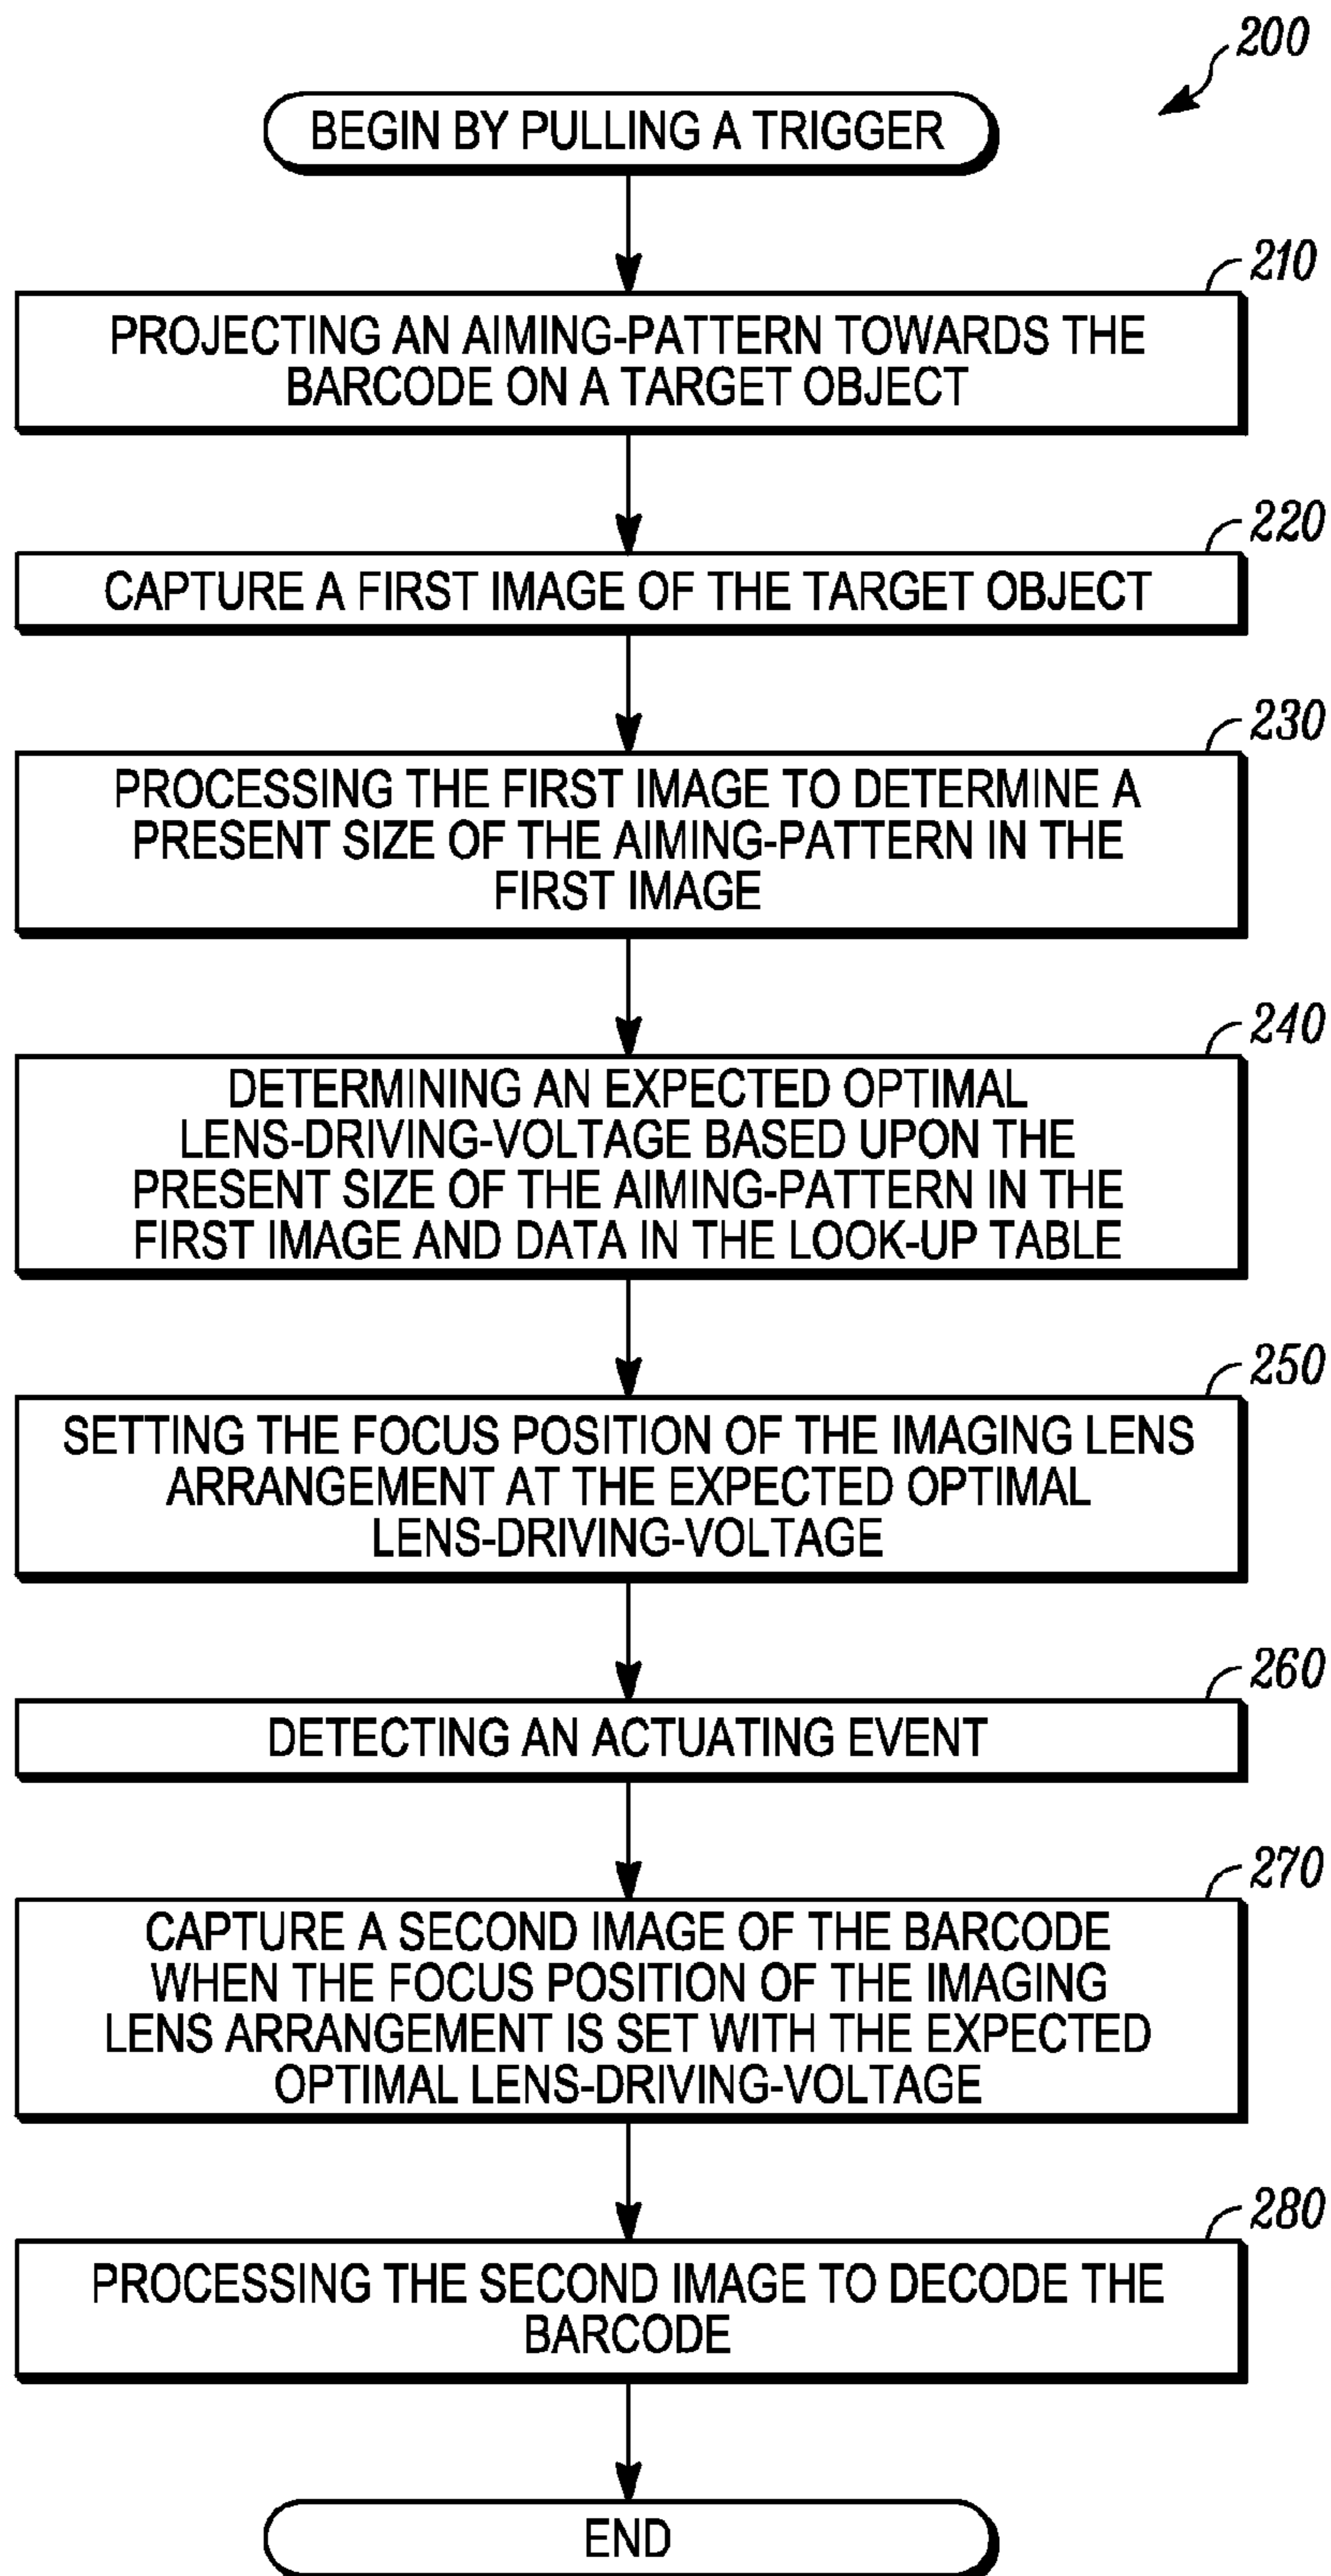 200
BEGIN BY PULLING A TRIGGER
210
PROJECTING AN AIMING-PATTERN TOWARDS THE
BARCODE ON A TARGET OBJECT
220
CAPTURE A FIRST IMAGE OF THE TARGET OBJECT
230
PROCESSING THE FIRST IMAGE TO DETERMINE A
PRESENT SIZE OF THE AIMING-PATTERN IN THE
FIRST IMAGE
240
DETERMINING AN EXPECTED OPTIMAL
LENS-DRIVING-VOLTAGE BASED UPON THE
PRESENT SIZE OF THE AIMING-PATTERN IN THE
FIRST IMAGE AND DATA IN THE LOOK-UP TABLE
250
SETTING THE FOCUS POSITION OF THE IMAGING LENS
ARRANGEMENT AT THE EXPECTED OPTIMAL
LENS-DRIVING-VOLTAGE
260
DETECTING AN ACTUATING EVENT
270
CAPTURE A SECOND IMAGE OF THE BARCODE
WHEN THE FOCUS POSITION OF THE IMAGING
LENS ARRANGEMENT IS SET WITH THE EXPECTED
OPTIMAL LENS-DRIVING-VOLTAGE
280
PROCESSING THE SECOND IMAGE TO DECODE THE
BARCODE
END